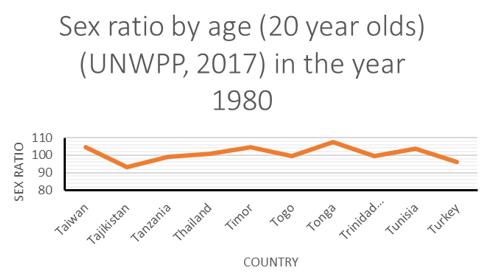 Sex ratio by age (20 year olds)
(UNWPP, 2017) in the year
1980
110
100
90
80
SEX RATIO
Taiwan
Tajikistan
Tanzania
Thailand
Timor
Togo
Tonga
Trinidad...
Tunisia
Turkey
COUNTRY